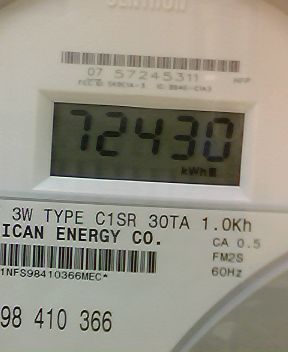 SENTRON
07 57245311
72430
kWh
3W TYPE C1SR 30TA 1.0Kh
ICAN ENERGY CO.
CA 0.5
FM2S
60Hz
1NFS98410366MEC*
98 410 366